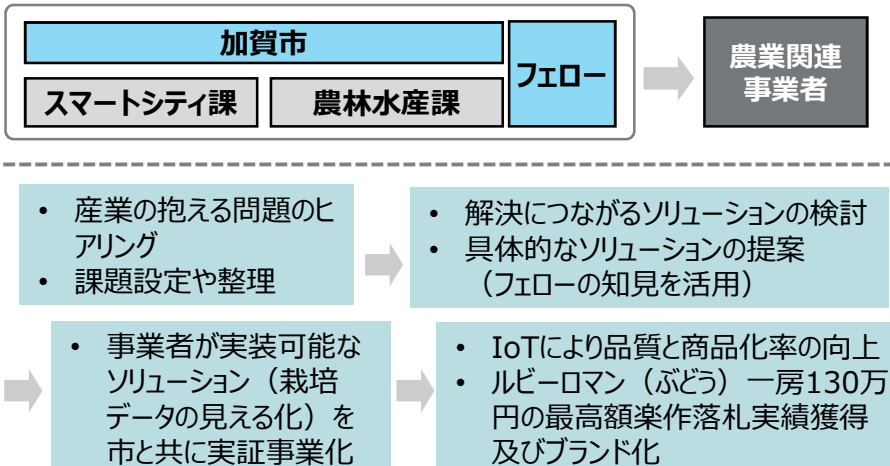 加賀市
スマートシティ課
農林水産課
フェロー
農業関連
事業者
• 産業の抱える問題のヒ
アリング
• 課題設定や整理
• 解決につながるソリューションの検討
• 具体的なソリューションの提案
（フェローの知見を活用）
• 事業者が実装可能な
ソリューション（栽培
データの見える化）を
市と共に実証事業化
• IoTにより品質と商品化率の向上
• ルビーロマン（ぶどう）一房130万
円の最高額楽作落札実績獲得
及びブランド化